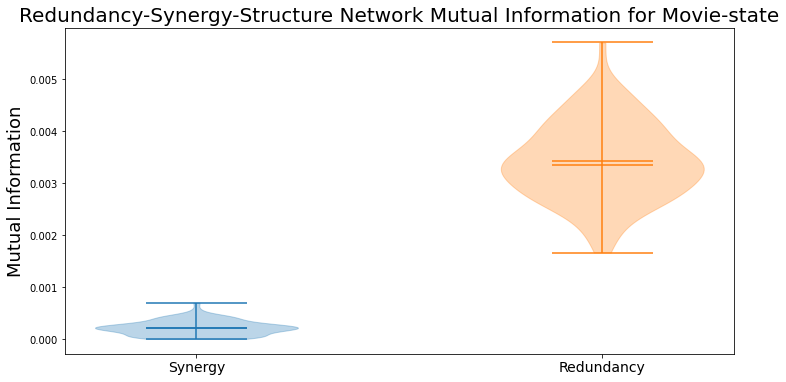 Redundancy-Synergy-Structure Network Mutual Information for Movie-state
Mutual Information
0.005
0.004
0.003
0.002
0.001
0.000
Synergy
Redundancy